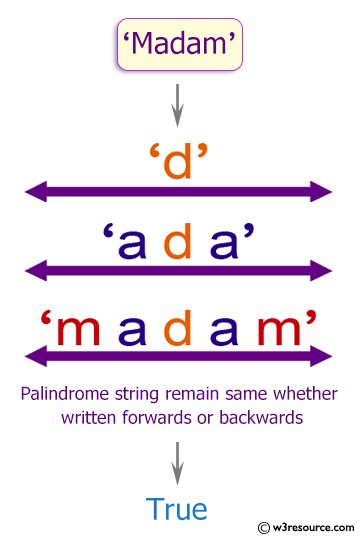 ‘Madam’
‘d’
‘a d a’
‘m a d a m’
Palindrome string remain same whether
written forwards or backwards
True
© w3resource.com